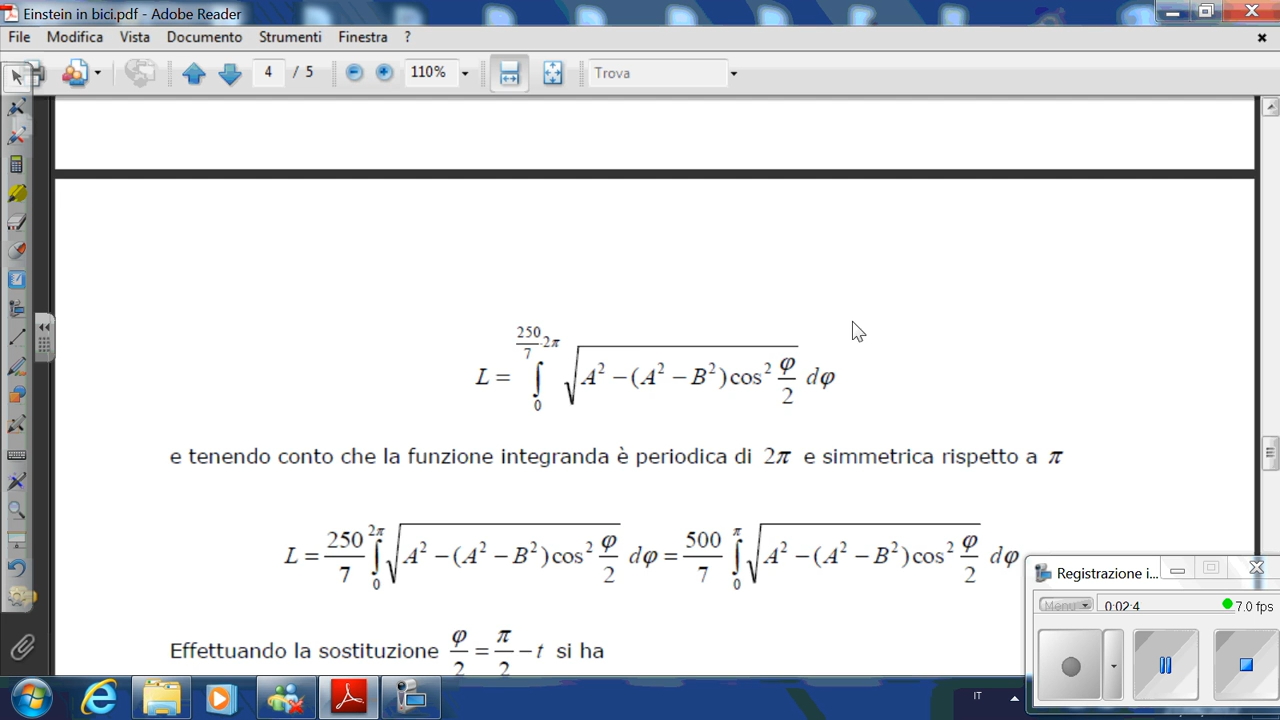 Einstein in bici.pdf - Adobe Reader
File Modifica Vista Documento Strumenti Finestra ?
4 / 5 110% Trova
L = ∫₀^{250/7·2π} √(A² − (A² − B²)cos² φ/2) dφ
e tenendo conto che la funzione integranda è periodica di 2π e simmetrica rispetto a π
L = 250/7 ∫₀^{2π} √(A² − (A² − B²)cos² φ/2) dφ = 500/7 ∫₀^{π} √(A² − (A² − B²)cos² φ/2) dφ
Effettuando la sostituzione φ/2 = π/2 − t si ha
Registrazione i...
Menu 0:02:4 7.0 fps
IT